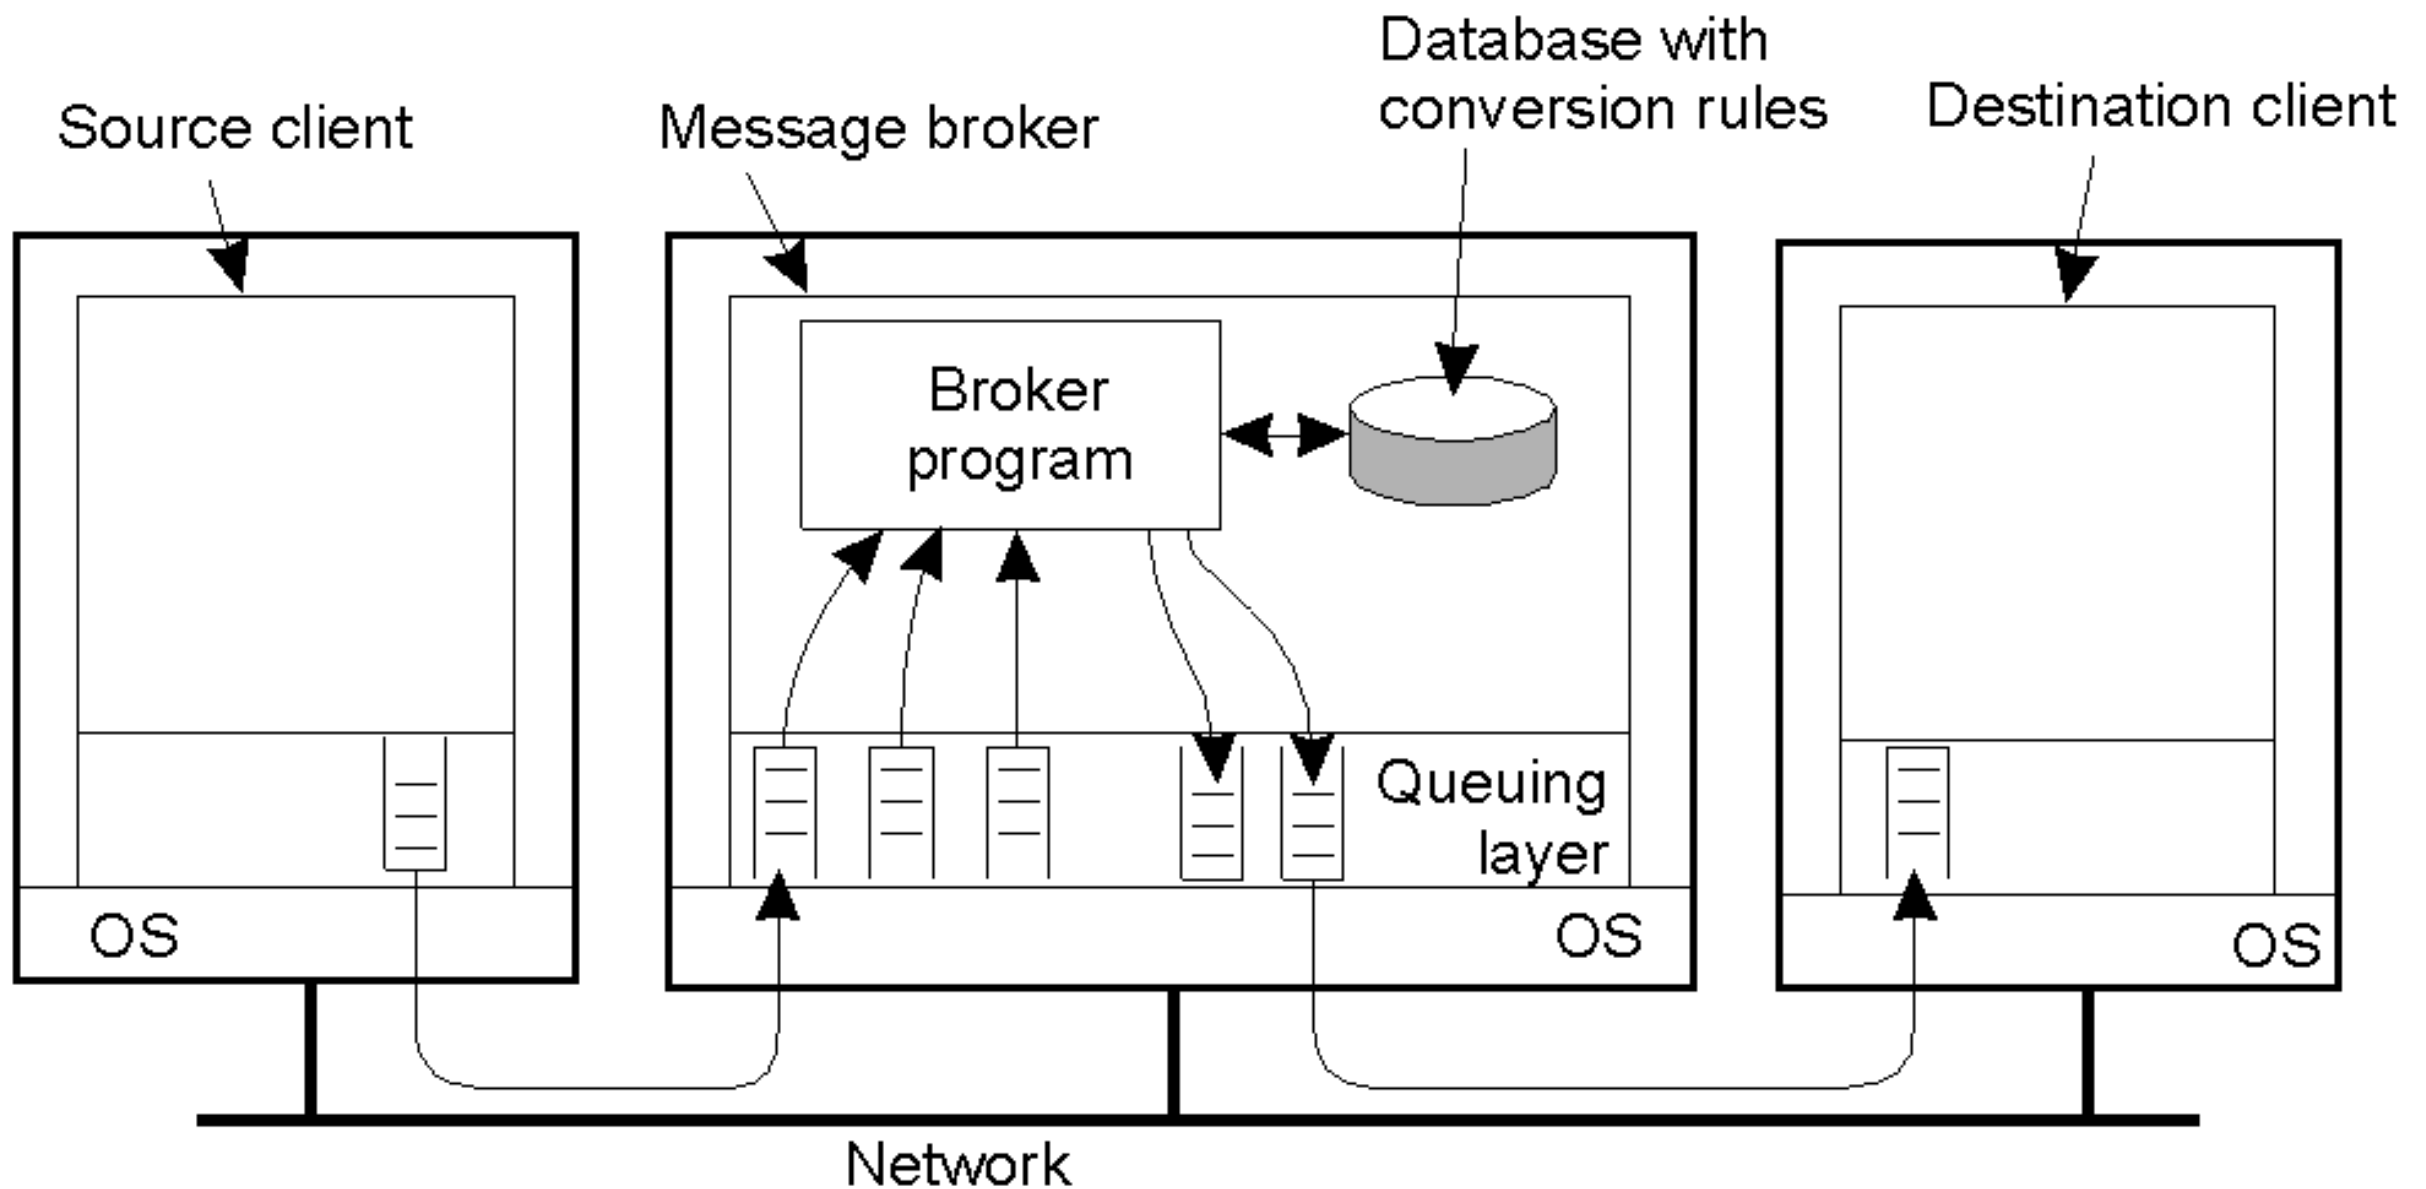 Source client
Message broker
Database with
conversion rules
Destination client
Broker
program
Queuing
layer
OS
OS
OS
Network